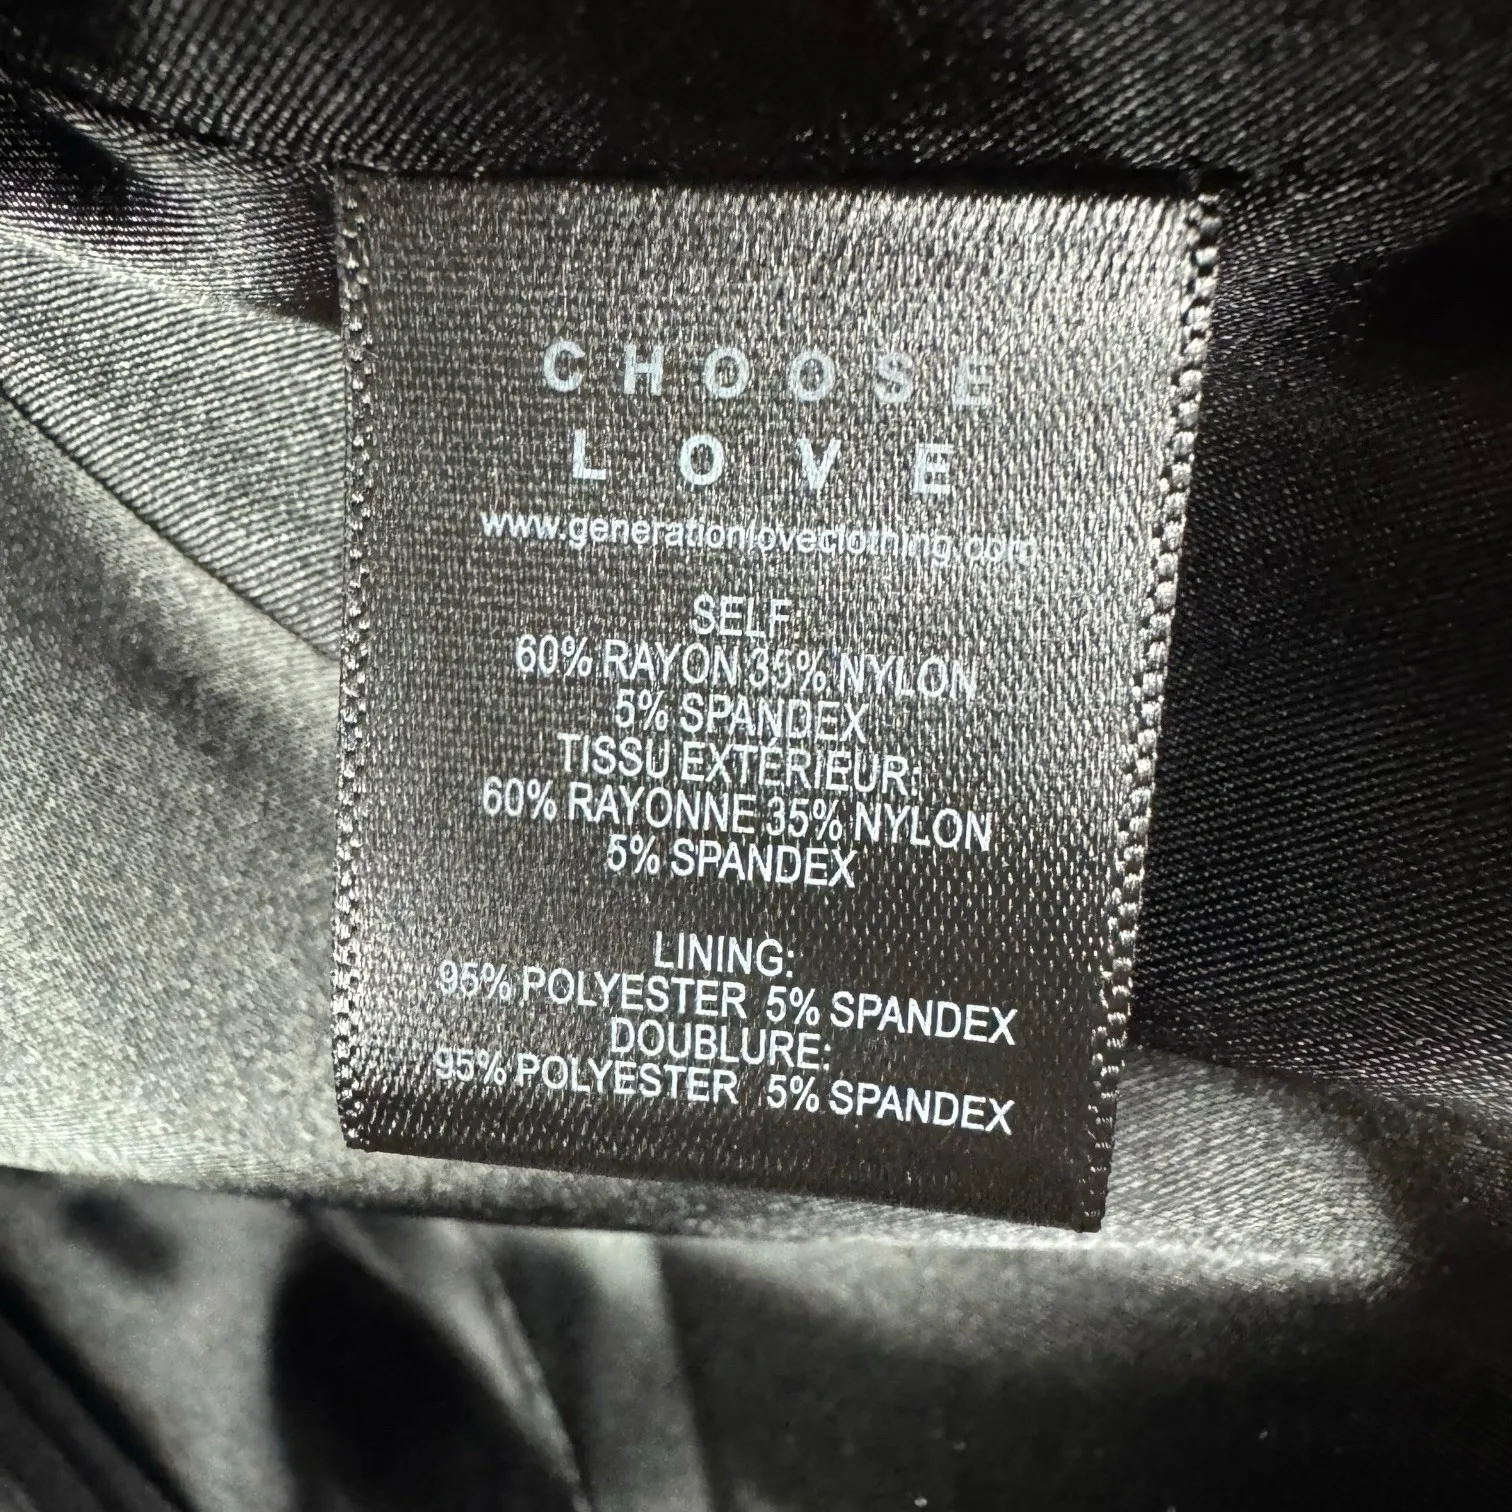 CHOOSE
LOVE
www.generationloveclothing.com
SELF:
60% RAYON 35% NYLON
5% SPANDEX
TISSU EXTÉRIEUR:
60% RAYONNE 35% NYLON
5% SPANDEX
LINING:
95% POLYESTER 5% SPANDEX
DOUBLURE:
95% POLYESTER 5% SPANDEX